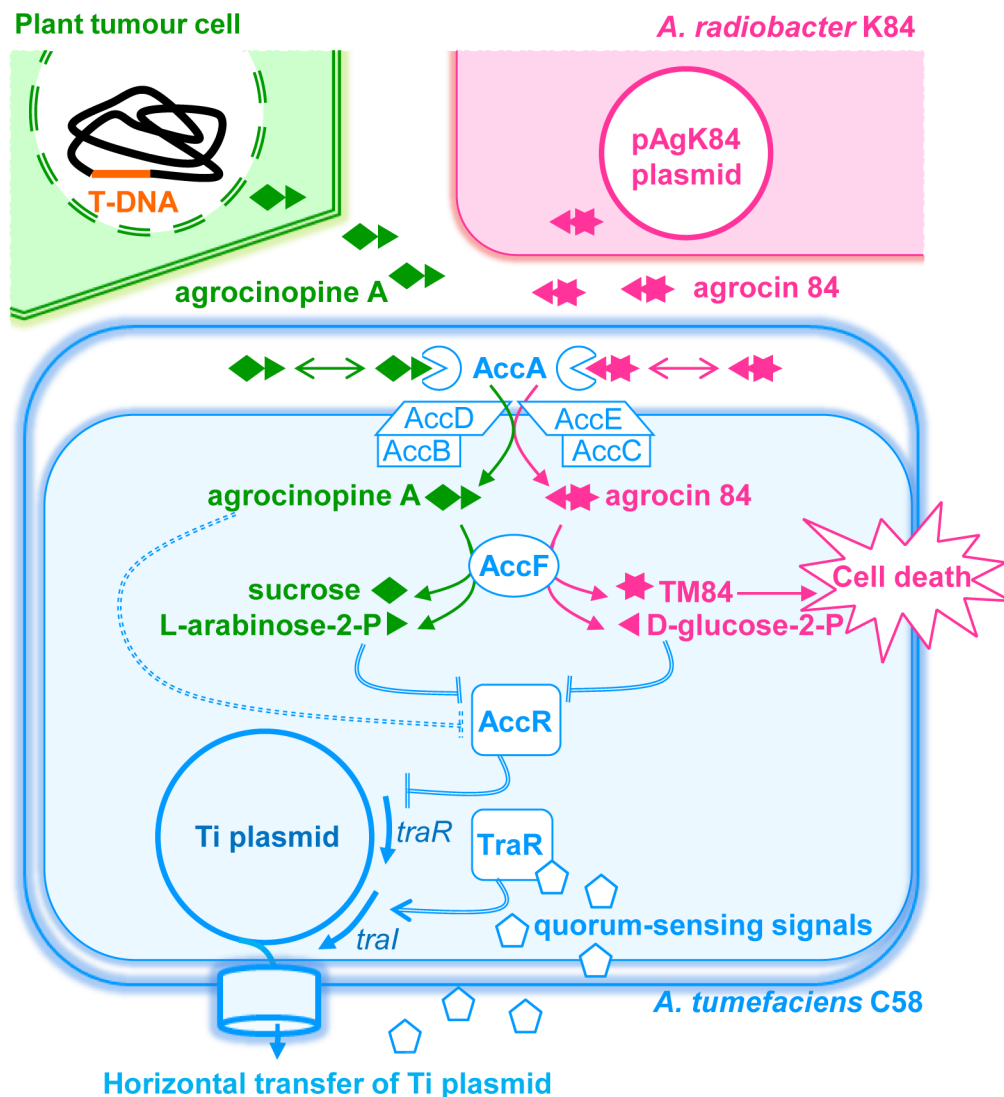 Plant tumour cell
A. radiobacter K84
pAgK84
plasmid
T-DNA
agrocinopine A
agrocin 84
AccA
AccD
AccE
AccB
AccC
agrocinopine A
agrocin 84
AccF
Cell death
sucrose
TM84
L-arabinose-2-P
D-glucose-2-P
AccR
Ti plasmid
traR
TraR
quorum-sensing signals
traI
A. tumefaciens C58
Horizontal transfer of Ti plasmid